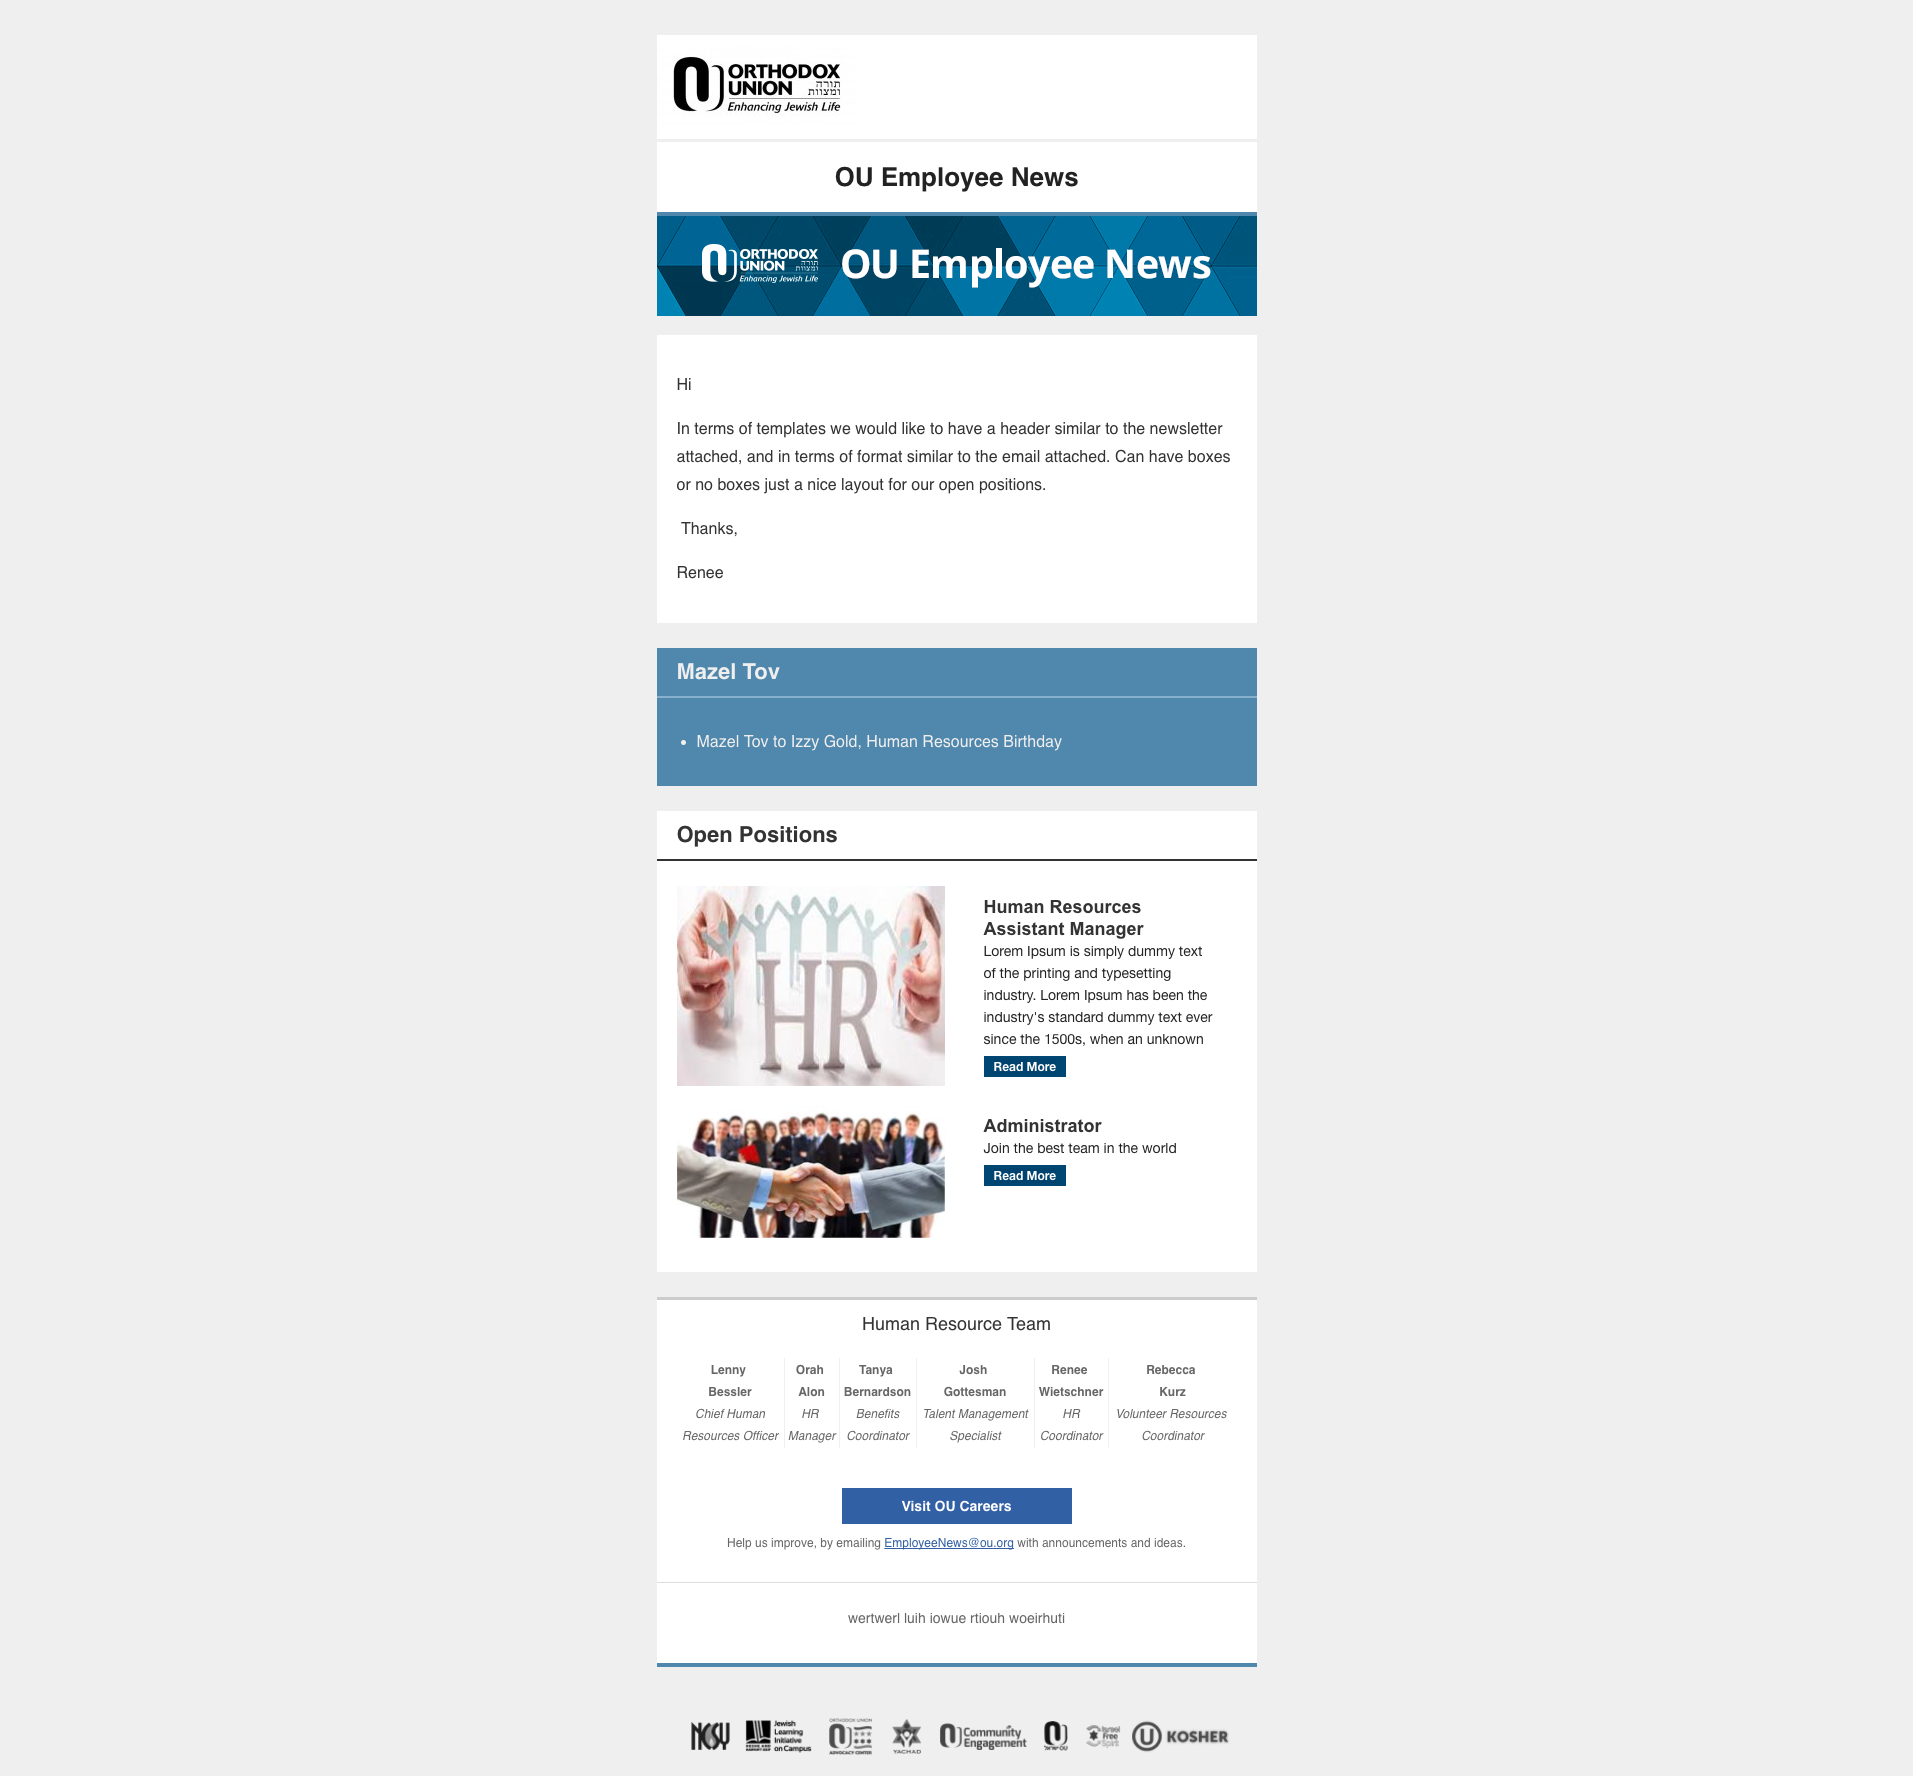 ORTHODOX
UNION תורה ומצוות
Enhancing Jewish Life
OU Employee News
ORTHODOX
UNION תורה ומצוות
Enhancing Jewish Life
OU Employee News
Hi
In terms of templates we would like to have a header similar to the newsletter
attached, and in terms of format similar to the email attached. Can have boxes
or no boxes just a nice layout for our open positions.
Thanks,
Renee
Mazel Tov
• Mazel Tov to Izzy Gold, Human Resources Birthday
Open Positions
HR
Human Resources
Assistant Manager
Lorem Ipsum is simply dummy text
of the printing and typesetting
industry. Lorem Ipsum has been the
industry's standard dummy text ever
since the 1500s, when an unknown
Read More
Administrator
Join the best team in the world
Read More
Human Resource Team
Lenny
Bessler
Chief Human
Resources Officer
Orah
Alon
HR
Manager
Tanya
Bernardson
Benefits
Coordinator
Josh
Gottesman
Talent Management
Specialist
Renee
Wietschner
HR
Coordinator
Rebecca
Kurz
Volunteer Resources
Coordinator
Visit OU Careers
Help us improve, by emailing EmployeeNews@ou.org with announcements and ideas.
wertwerl luih iowue rtiouh woeirhuti
NCSY
Jewish
Learning
Initiative
on Campus
ORTHODOX UNION
ADVOCACY CENTER
YACHAD
Community
Engagement
OU ישראל
Israel
Free
Spirit
U KOSHER